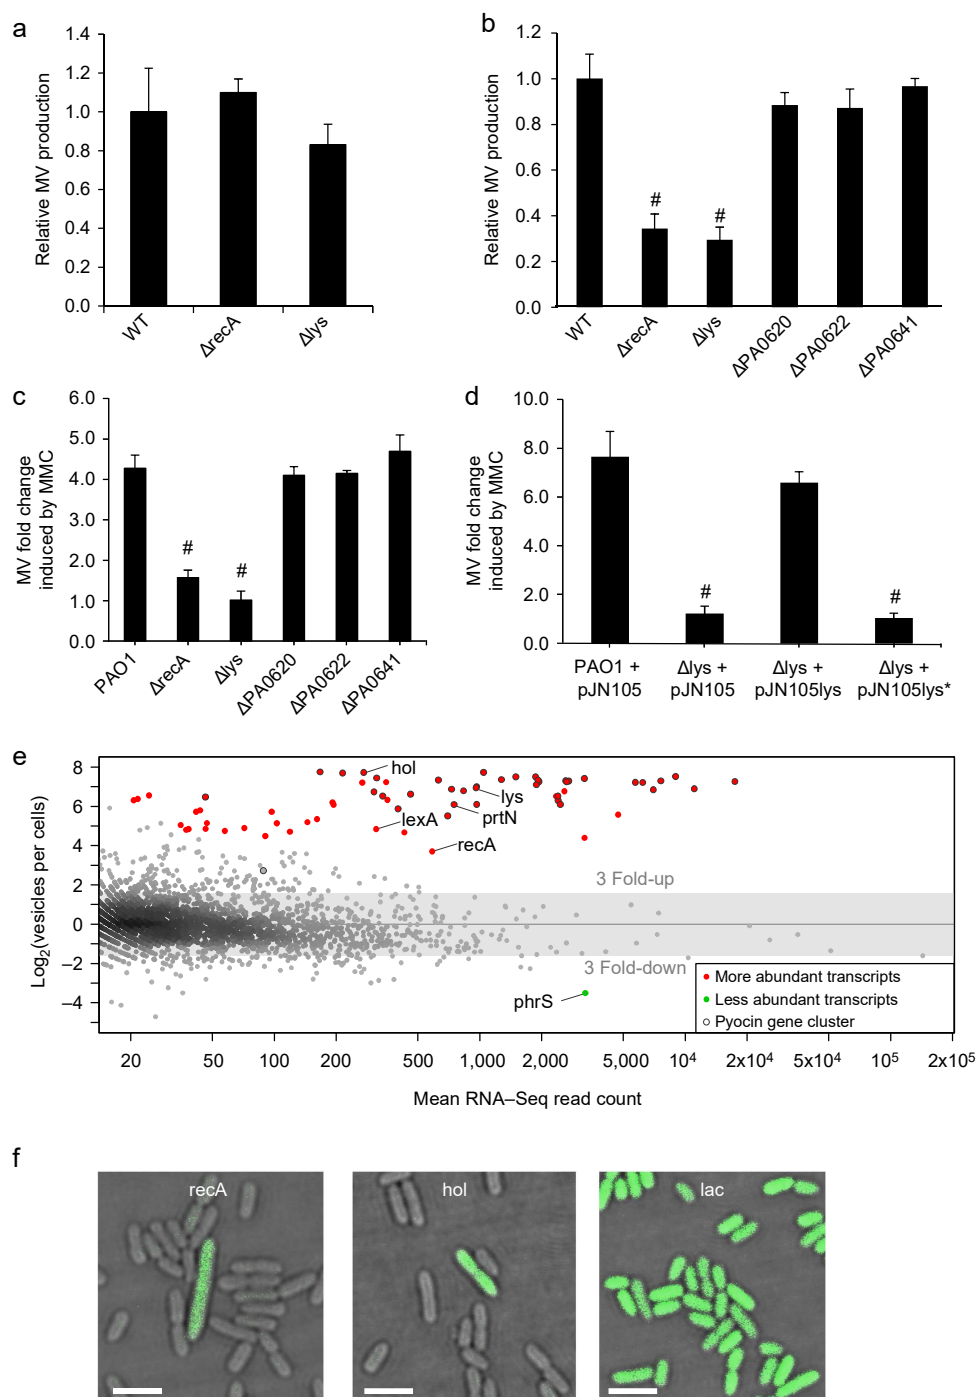 a
Relative MV production
1.4
1.2
1.0
0.8
0.6
0.4
0.2
0.0
WT
ΔrecA
Δlys
b
Relative MV production
1.2
1.0
0.8
0.6
0.4
0.2
0.0
#
#
WT
ΔrecA
Δlys
ΔPA0620
ΔPA0622
ΔPA0641
c
MV fold change
induced by MMC
6.0
5.0
4.0
3.0
2.0
1.0
0.0
#
#
PAO1
ΔrecA
Δlys
ΔPA0620
ΔPA0622
ΔPA0641
d
MV fold change
induced by MMC
10.0
8.0
6.0
4.0
2.0
0.0
#
#
PAO1 +
pJN105
Δlys +
pJN105
Δlys +
pJN105lys
Δlys +
pJN105lys*
e
Log2(vesicles per cells)
8
6
4
2
0
−2
−4
hol
lys
prtN
lexA
recA
3 Fold-up
3 Fold-down
phrS
More abundant transcripts
Less abundant transcripts
Pyocin gene cluster
20 50 100 200 500 1,000 2,000 5,000 10⁴ 2x10⁴ 5x10⁴ 10⁵ 2x10⁵
Mean RNA–Seq read count
f
recA
hol
lac